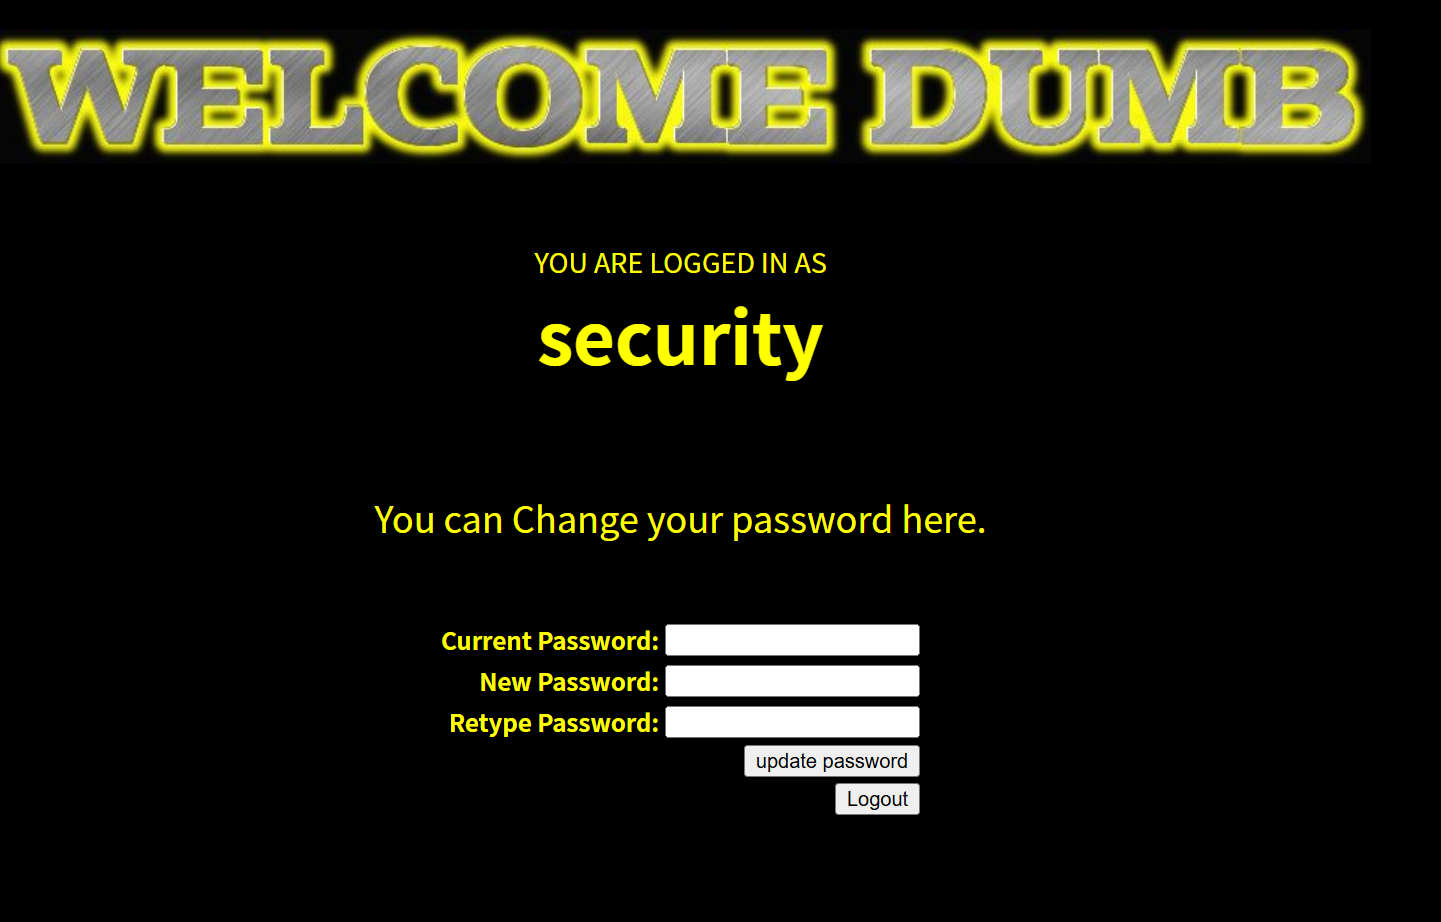 WELCOME DUMB
YOU ARE LOGGED IN AS
security
You can Change your password here.
Current Password:
New Password:
Retype Password:
update password
Logout